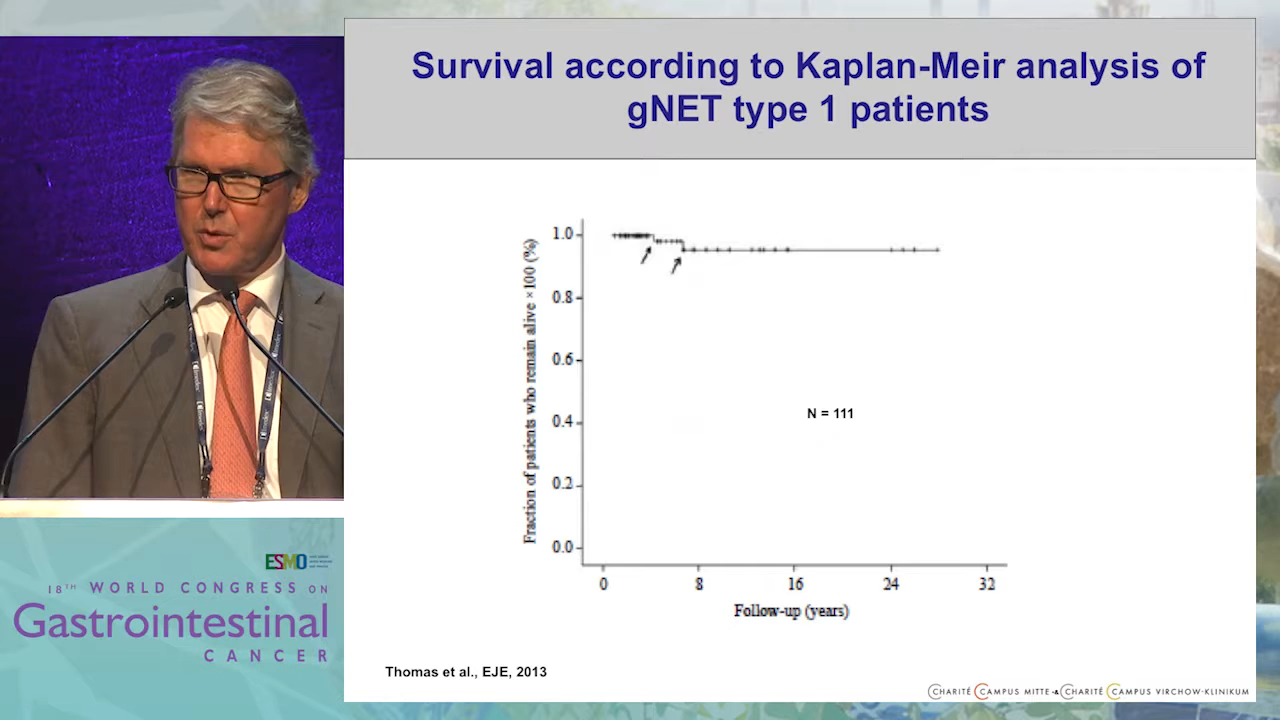 Survival according to Kaplan-Meir analysis of
gNET type 1 patients
Fraction of patients who remain alive ×100 (%)
1.0
0.8
0.6
0.4
0.2
0.0
N = 111
0 8 16 24 32
Follow-up (years)
Thomas et al., EJE, 2013
CHARITÉ CAMPUS MITTE & CHARITÉ CAMPUS VIRCHOW-KLINIKUM
ESMO
18TH WORLD CONGRESS ON
Gastrointestinal
CANCER